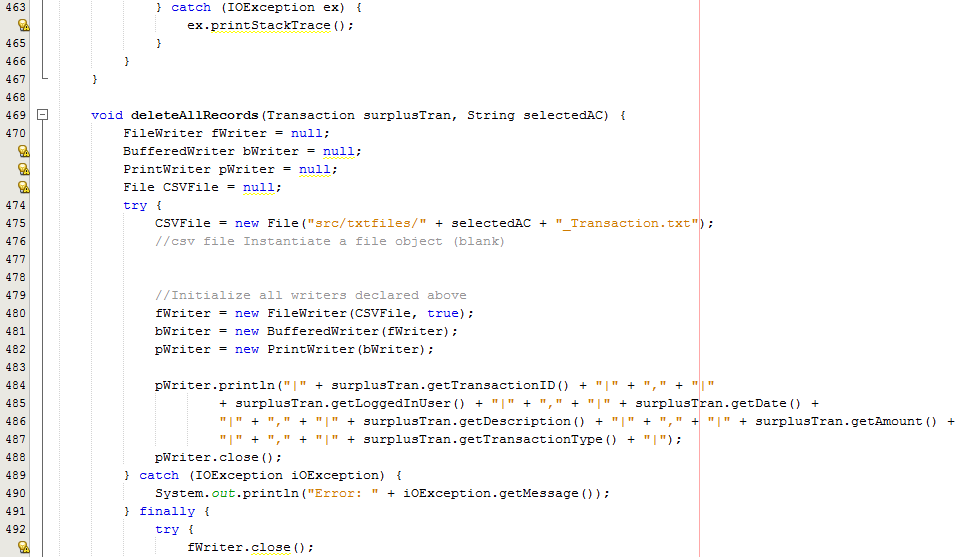 463 } catch (IOException ex) {
ex.printStackTrace();
465 }
466 }
467 }
468
469 void deleteAllRecords(Transaction surplusTran, String selectedAC) {
470 FileWriter fWriter = null;
BufferedWriter bWriter = null;
PrintWriter pWriter = null;
File CSVFile = null;
474 try {
475 CSVFile = new File("src/txtfiles/" + selectedAC + "_Transaction.txt");
476 //csv file Instantiate a file object (blank)
477
478
479 //Initialize all writers declared above
480 fWriter = new FileWriter(CSVFile, true);
481 bWriter = new BufferedWriter(fWriter);
482 pWriter = new PrintWriter(bWriter);
483
484 pWriter.println("|" + surplusTran.getTransactionID() + "|" + "," + "|"
485 + surplusTran.getLoggedInUser() + "|" + "," + "|" + surplusTran.getDate() +
486 "|" + "," + "|" + surplusTran.getDescription() + "|" + "," + "|" + surplusTran.getAmount() +
487 "|" + "," + "|" + surplusTran.getTransactionType() + "|");
488 pWriter.close();
489 } catch (IOException iOException) {
490 System.out.println("Error: " + iOException.getMessage());
491 } finally {
492 try {
fWriter.close();